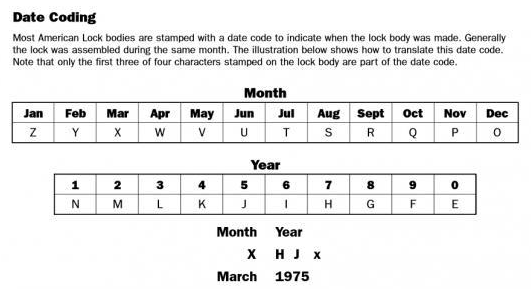 Date Coding
Most American Lock bodies are stamped with a date code to indicate when the lock body was made. Generally
the lock was assembled during the same month. The illustration below shows how to translate this date code.
Note that only the first three of four characters stamped on the lock body are part of the date code.
Month
Jan Feb Mar Apr May Jun Jul Aug Sept Oct Nov Dec
Z Y X W V U T S R Q P O
Year
1 2 3 4 5 6 7 8 9 0
N M L K J I H G F E
Month Year
X H J x
March 1975